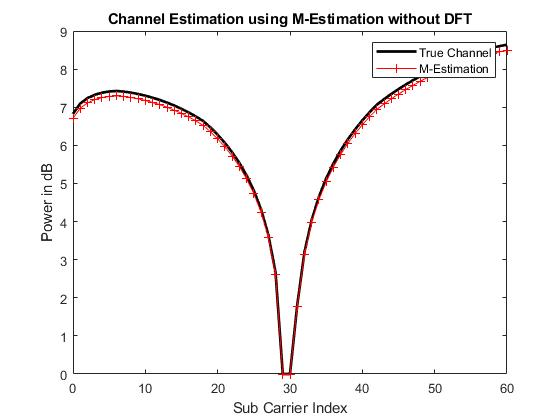 Channel Estimation using M-Estimation without DFT
True Channel
M-Estimation
Power in dB
9
8
7
6
5
4
3
2
1
0
0 10 20 30 40 50 60
Sub Carrier Index